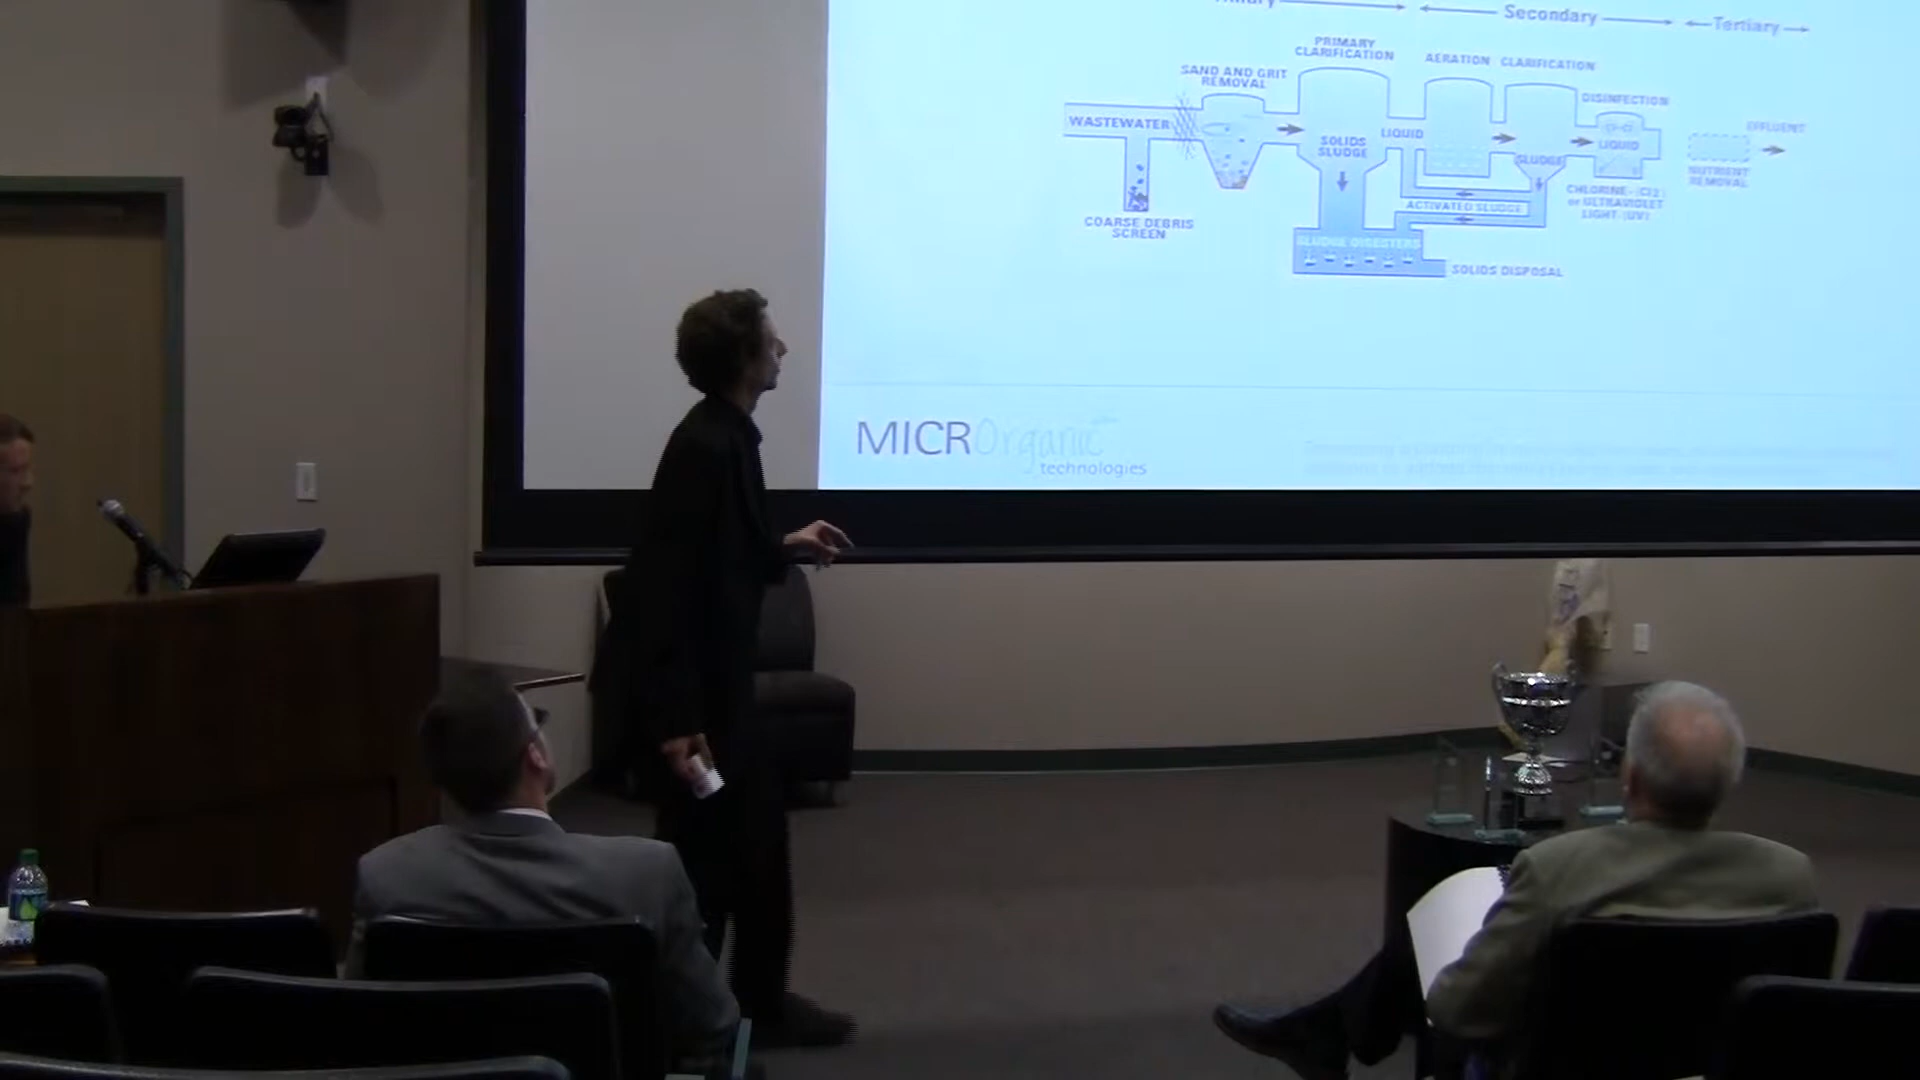 Secondary
Tertiary
PRIMARY
CLARIFICATION
AERATION
CLARIFICATION
SAND AND GRIT
REMOVAL
DISINFECTION
WASTEWATER
LIQUID
SOLIDS
SLUDGE
LIQUID
EFFLUENT
SLUDGE
NUTRIENT
REMOVAL
CHLORINE-(Cl2)
or ULTRAVIOLET
LIGHT-(UV)
ACTIVATED SLUDGE
COARSE DEBRIS
SCREEN
SLUDGE DIGESTERS
SOLIDS DISPOSAL
MICROrganic
technologies